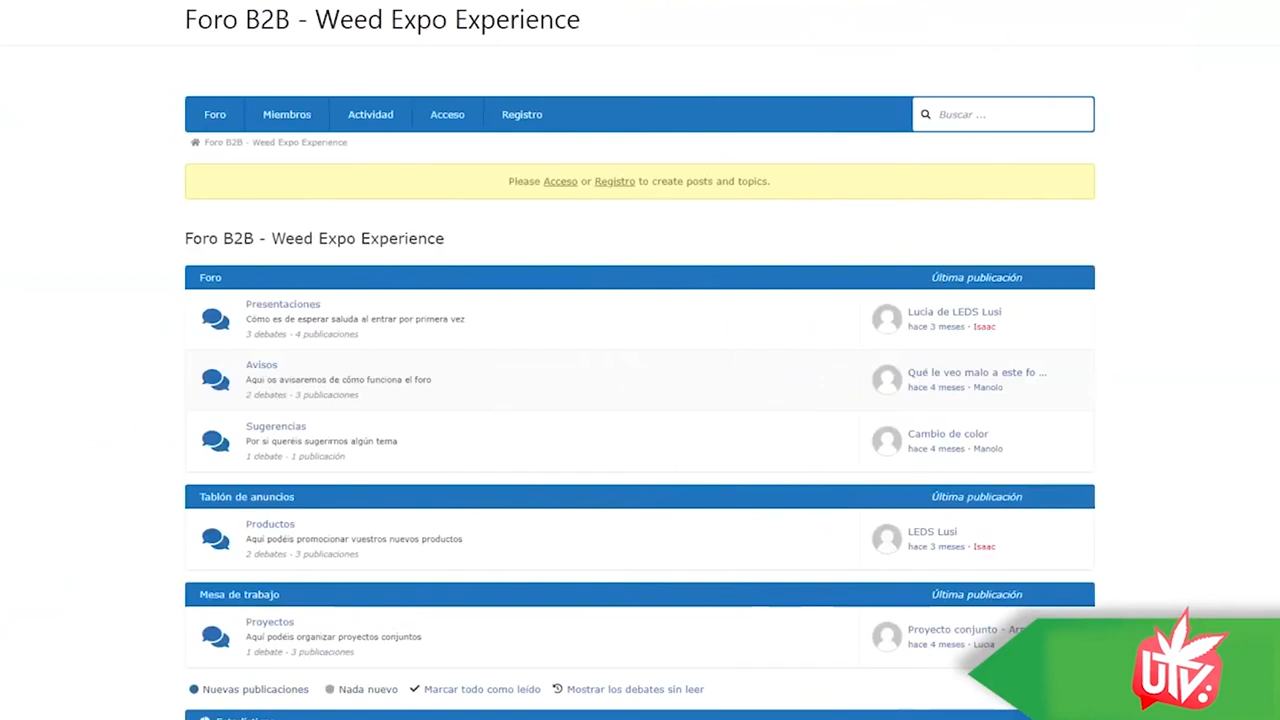 Foro B2B - Weed Expo Experience
Foro Miembros Actividad Acceso Registro Buscar ...
Foro B2B - Weed Expo Experience
Please Acceso or Registro to create posts and topics.
Foro B2B - Weed Expo Experience
Foro Última publicación
Presentaciones
Cómo es de esperar saluda al entrar por primera vez
3 debates - 4 publicaciones
Lucia de LEDS Lusi
hace 3 meses · Isaac
Avisos
Aqui os avisaremos de cómo funciona el foro
2 debates - 3 publicaciones
Qué le veo malo a este fo ...
hace 4 meses · Manolo
Sugerencias
Por si queréis sugerirnos algún tema
1 debate - 1 publicación
Cambio de color
hace 4 meses · Manolo
Tablón de anuncios Última publicación
Productos
Aquí podéis promocionar vuestros nuevos productos
2 debates - 3 publicaciones
LEDS Lusi
hace 3 meses · Isaac
Mesa de trabajo Última publicación
Proyectos
Aquí podéis organizar proyectos conjuntos
1 debate - 3 publicaciones
Proyecto conjunto -
hace 4 meses · Lucia
Nuevas publicaciones Nada nuevo Marcar todo como leído Mostrar los debates sin leer
UTV